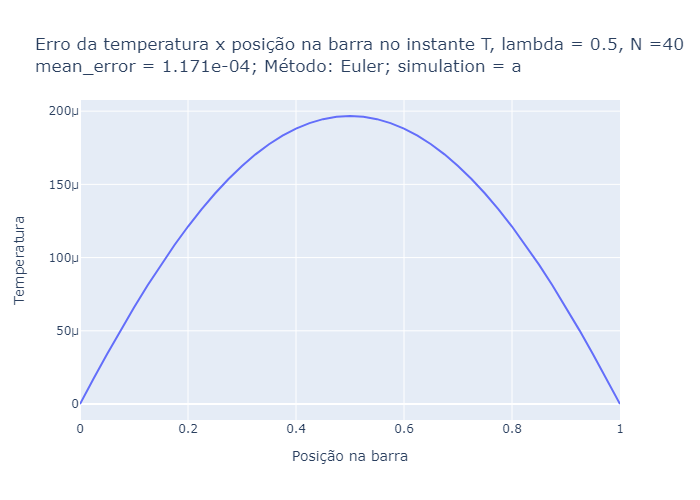 Erro da temperatura x posição na barra no instante T, lambda = 0.5, N =40
mean_error = 1.171e-04; Método: Euler; simulation = a
200μ
150μ
100μ
50μ
0
Temperatura
0
0.2
0.4
0.6
0.8
1
Posição na barra